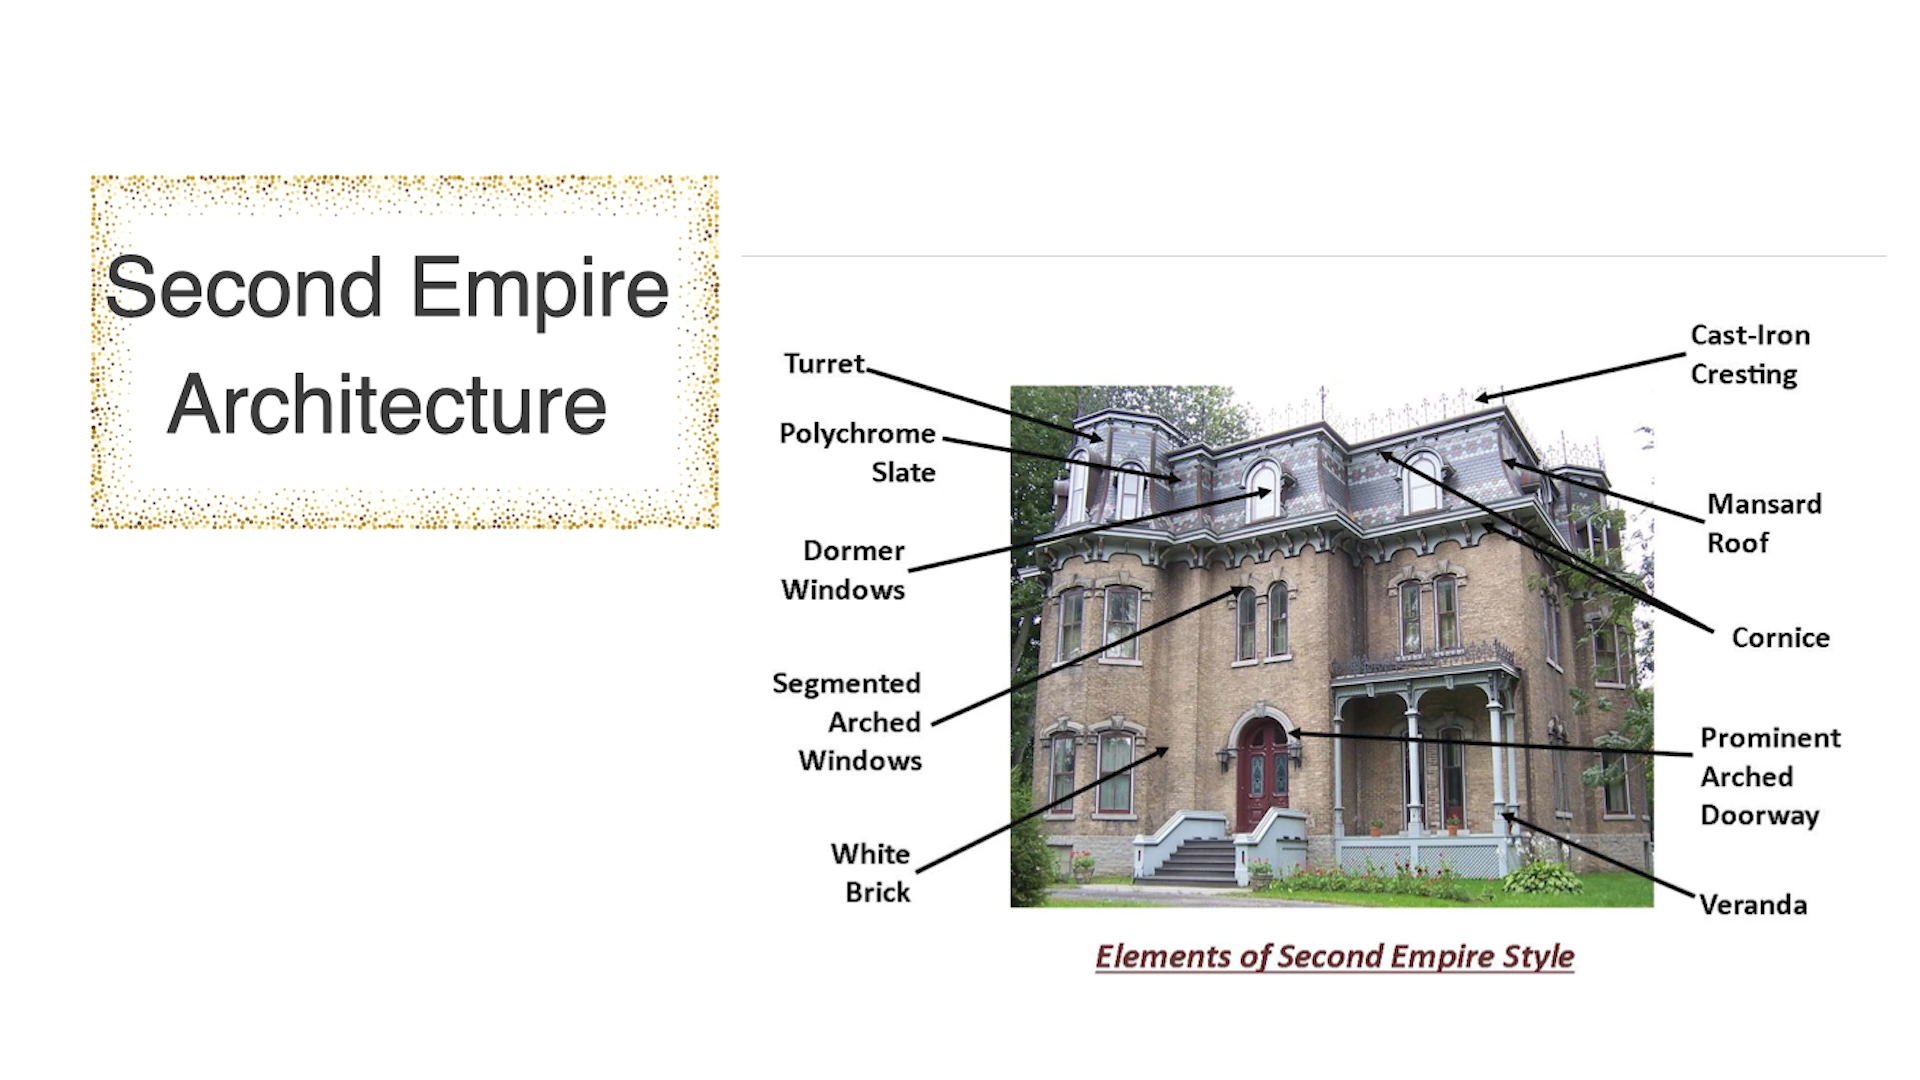 Second Empire
Architecture
Turret
Polychrome
Slate
Dormer
Windows
Segmented
Arched
Windows
White
Brick
Cast-Iron
Cresting
Mansard
Roof
Cornice
Prominent
Arched
Doorway
Veranda
Elements of Second Empire Style